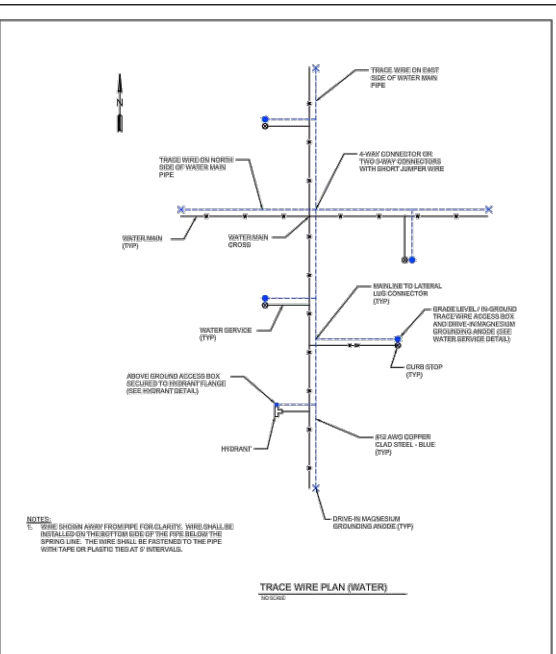 TRACE WIRE ON EAST
SIDE OF WATER MAIN
PIPE
N
TRACE WIRE ON NORTH
SIDE OF WATER MAIN
PIPE
4-WAY CONNECTOR OR
TWO 3-WAY CONNECTORS
WITH SHORT JUMPER WIRE
WATER MAIN
(TYP)
WATER MAIN
CROSS
MAINLINE TO LATERAL
LUG CONNECTOR
(TYP)
GRADE LEVEL / IN-GROUND
TRACE WIRE ACCESS BOX
AND DRIVE-IN MAGNESIUM
GROUNDING ANODE (SEE
WATER SERVICE DETAIL)
WATER SERVICE
(TYP)
CURB STOP
(TYP)
ABOVE GROUND ACCESS BOX
SECURED TO HYDRANT FLANGE
(SEE HYDRANT DETAIL)
HYDRANT
#12 AWG COPPER
CLAD STEEL - BLUE
(TYP)
DRIVE-IN MAGNESIUM
GROUNDING ANODE (TYP)
NOTES:
1. WIRE SHOWN AWAY FROM PIPE FOR CLARITY. WIRE SHALL BE
INSTALLED ON THE BOTTOM SIDE OF THE PIPE BELOW THE
SPRING LINE. THE WIRE SHALL BE FASTENED TO THE PIPE
WITH TAPE OR PLASTIC TIES AT 5' INTERVALS.
TRACE WIRE PLAN (WATER)
NO SCALE